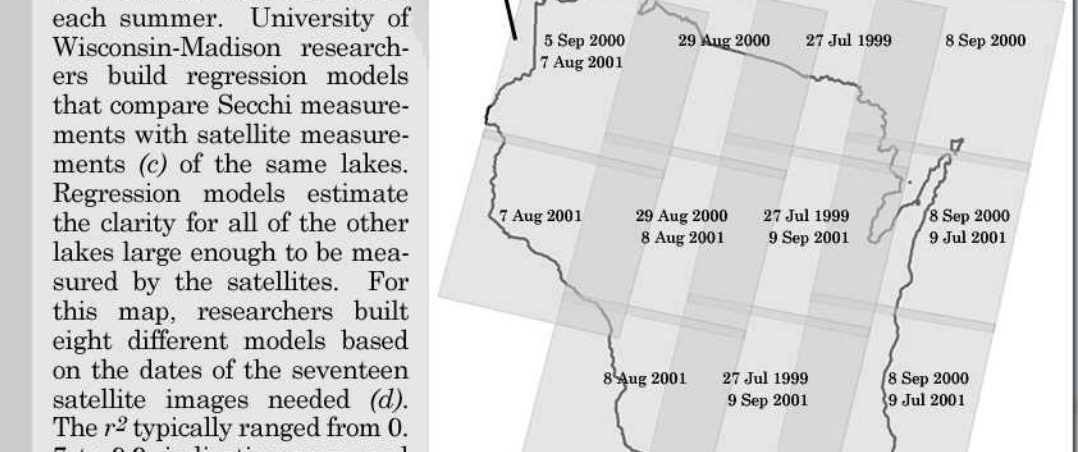 each summer. University of
Wisconsin-Madison research-
ers build regression models
that compare Secchi measure-
ments with satellite measure-
ments (c) of the same lakes.
Regression models estimate
the clarity for all of the other
lakes large enough to be mea-
sured by the satellites. For
this map, researchers built
eight different models based
on the dates of the seventeen
satellite images needed (d).
The r² typically ranged from 0.
5 Sep 2000
7 Aug 2001
29 Aug 2000
27 Jul 1999
8 Sep 2000
7 Aug 2001
29 Aug 2000
8 Aug 2001
27 Jul 1999
9 Sep 2001
8 Sep 2000
9 Jul 2001
8 Aug 2001
27 Jul 1999
9 Sep 2001
8 Sep 2000
9 Jul 2001